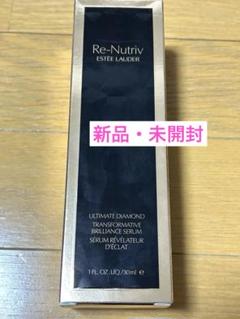 Re-Nutriv
ESTĒE LAUDER
新品・未開封
ULTIMATE DIAMOND
TRANSFORMATIVE
BRILLIANCE SERUM
SÉRUM RÉVÉLATEUR
D'ÉCLAT
1 FL.OZ.LIQ/30ml ℮